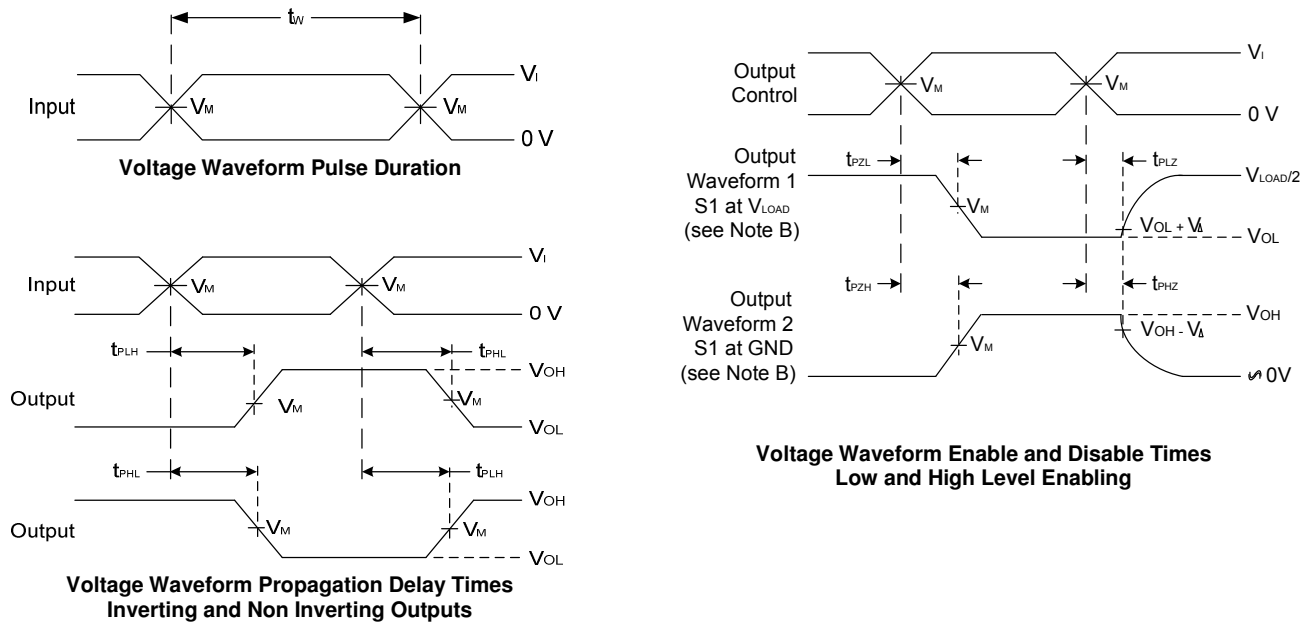 tW
Input
VM
VM
VI
0 V
Voltage Waveform Pulse Duration
Input
VM
VM
VI
0 V
tPLH
tPHL
VOH
Output
VM
VM
VOL
tPHL
tPLH
VOH
Output
VM
VM
VOL
Voltage Waveform Propagation Delay Times
Inverting and Non Inverting Outputs
Output
Control
VM
VM
VI
0 V
Output
Waveform 1
S1 at VLOAD
(see Note B)
tPZL
tPLZ
VLOAD/2
VM
VOL + VΔ
VOL
Output
Waveform 2
S1 at GND
(see Note B)
tPZH
tPHZ
VOH
VM
VOH - VΔ
∽0V
Voltage Waveform Enable and Disable Times
Low and High Level Enabling